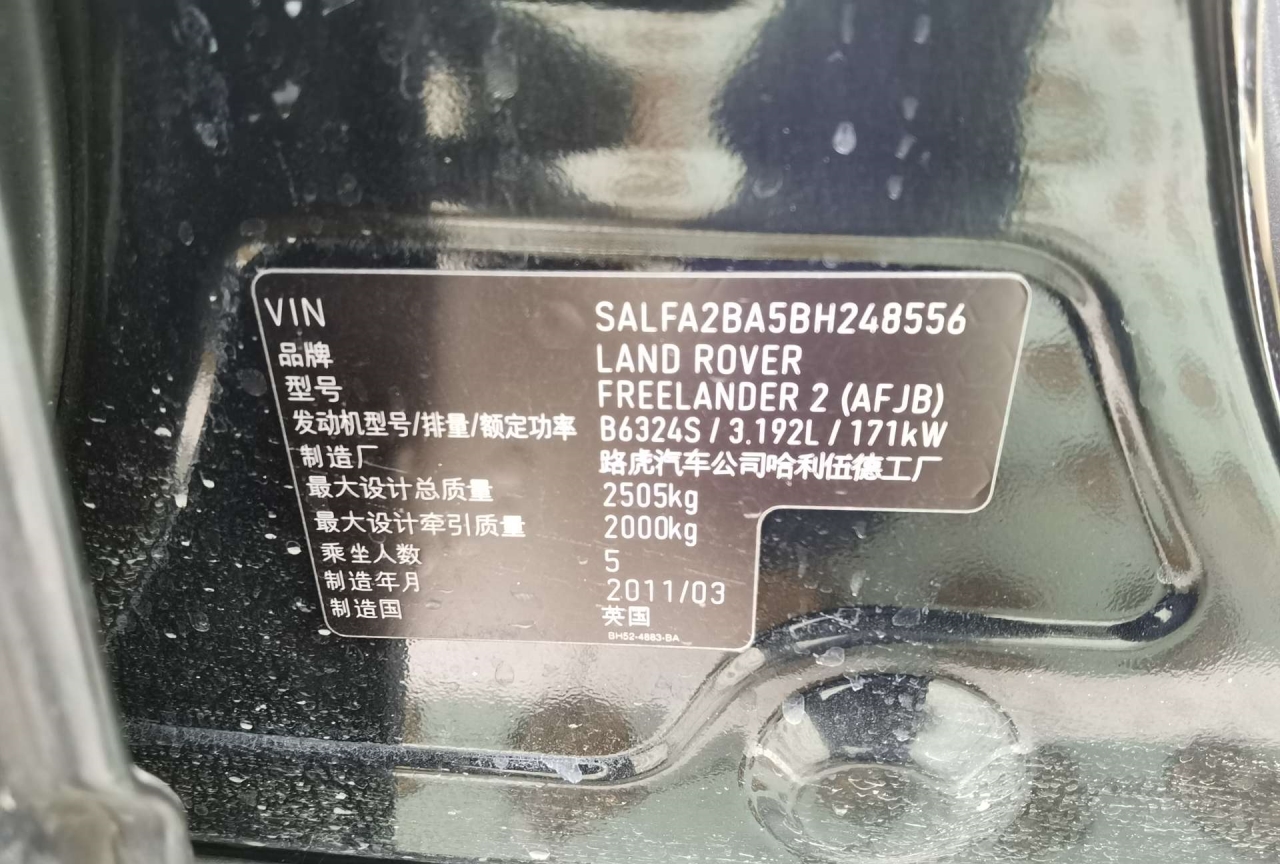 VIN SALFA2BA5BH248556
品牌 LAND ROVER
型号 FREELANDER 2 (AFJB)
发动机型号/排量/额定功率 B6324S / 3.192L / 171kW
制造厂 路虎汽车公司哈利伍德工厂
最大设计总质量 2505kg
最大设计牵引质量 2000kg
乘坐人数 5
制造年月 2011/03
制造国 英国
BH52-4883-BA